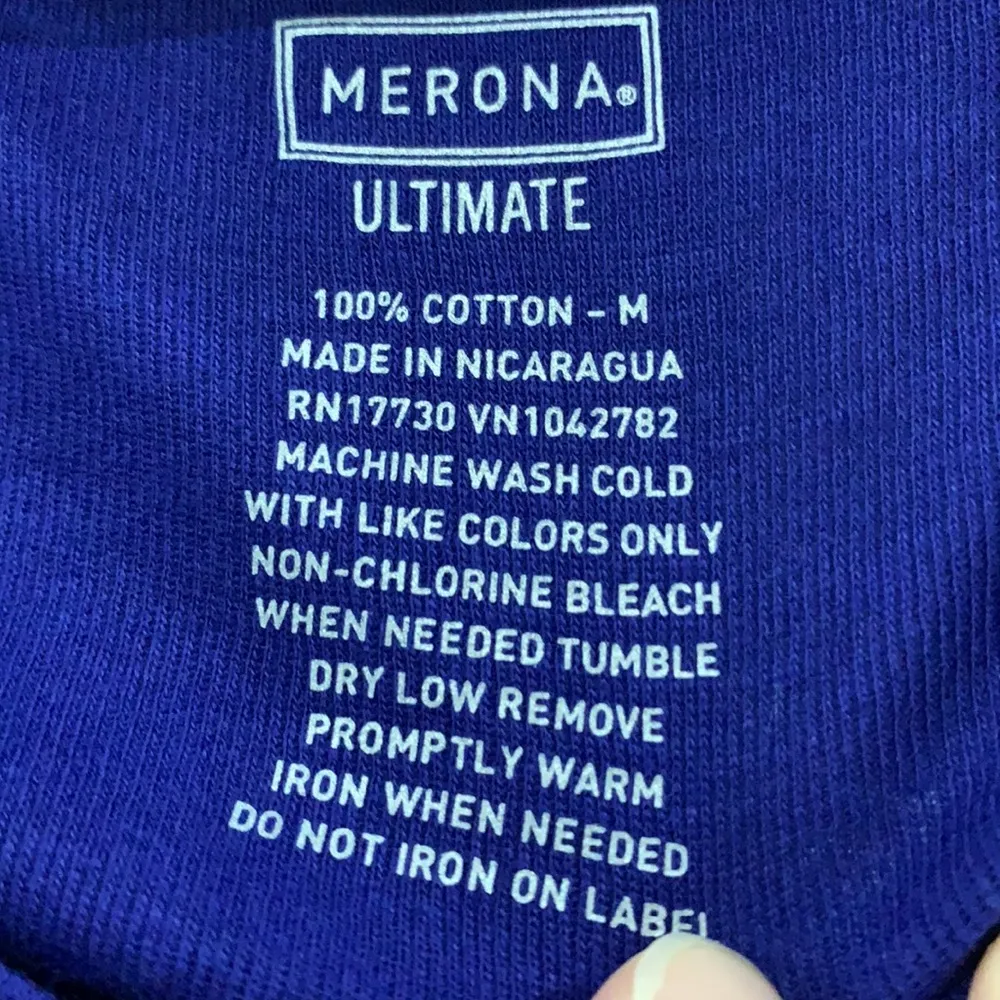 MERONA®
ULTIMATE
100% COTTON - M
MADE IN NICARAGUA
RN17730 VN1042782
MACHINE WASH COLD
WITH LIKE COLORS ONLY
NON-CHLORINE BLEACH
WHEN NEEDED TUMBLE
DRY LOW REMOVE
PROMPTLY WARM
IRON WHEN NEEDED
DO NOT IRON ON LABEL